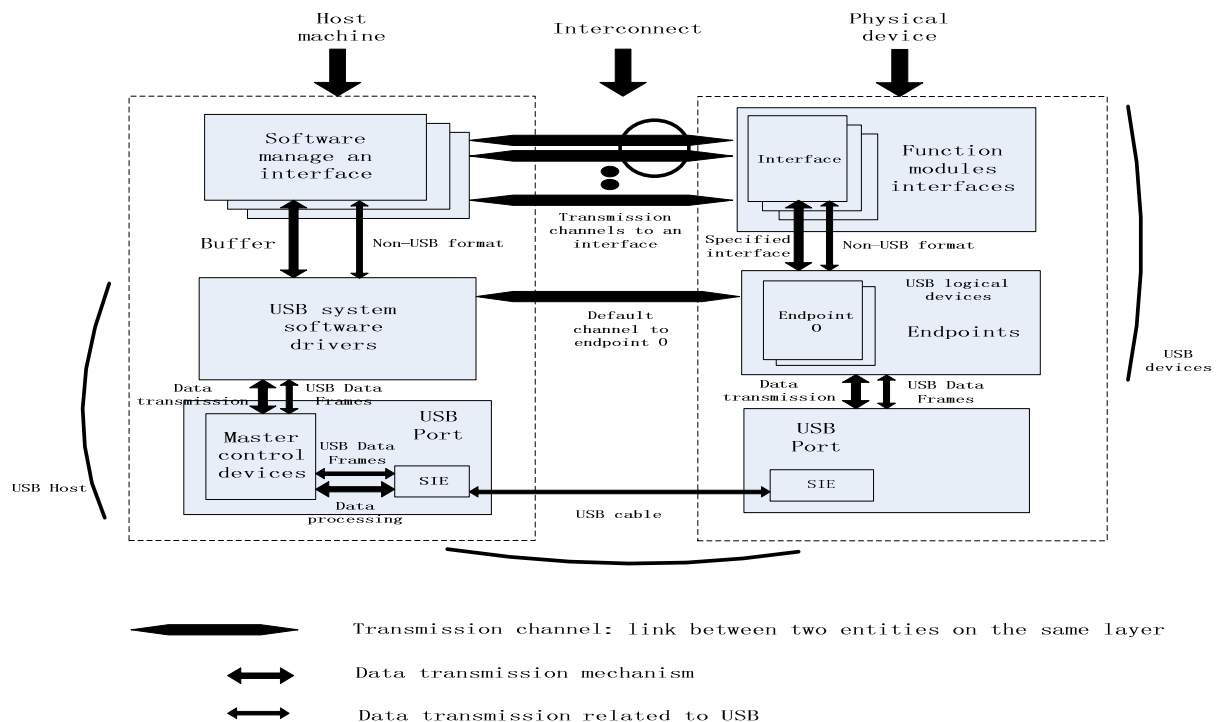 Host
machine
Interconnect
Physical
device
Software
manage an
interface
Interface
Function
modules
interfaces
Transmission
channels to an
interface
Buffer
Non-USB format
Specified
interface
Non-USB format
USB system
software
drivers
Default
channel to
endpoint 0
USB logical
devices
Endpoint
0
Endpoints
USB
devices
Data
transmission
USB Data
Frames
Data
transmission
USB Data
Frames
USB
Port
Master
control
devices
USB Data
Frames
SIE
Data
processing
USB
Port
SIE
USB Host
USB cable
Transmission channel: link between two entities on the same layer
Data transmission mechanism
Data transmission related to USB